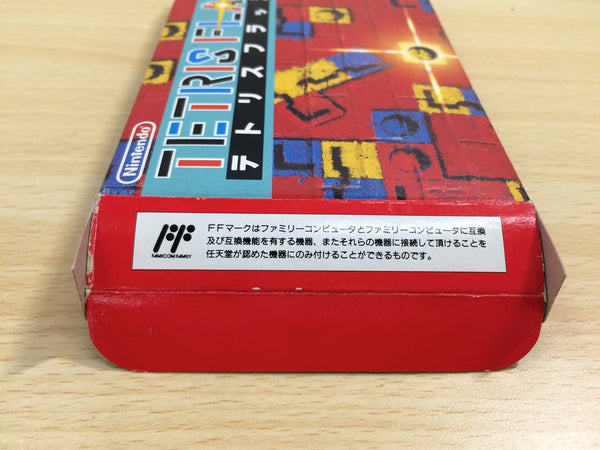 TETRIS FLA
テトリスフラッ
Nintendo
FF
FAMICOM FAMILY
FFマークはファミリーコンピュータとファミリーコンピュータに互換
及び互換機能を有する機器、またそれらの機器に接続して頂けることを
任天堂が認めた機器にのみ付けることができるものです。